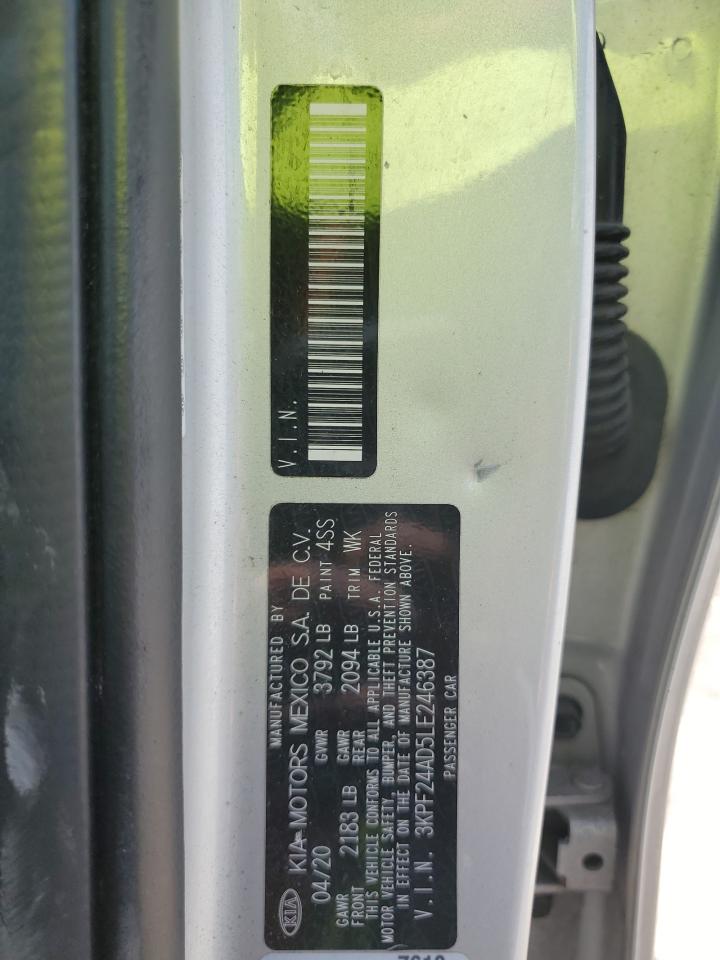 V.I.N.
MANUFACTURED BY
KIA KIA MOTORS MEXICO S.A. DE C.V.
04/20 GVWR 3792 LB PAINT 4SS
GAWR FRONT 2183 LB GAWR REAR 2094 LB TRIM WK
THIS VEHICLE CONFORMS TO ALL APPLICABLE U.S.A. FEDERAL
MOTOR VEHICLE SAFETY, BUMPER, AND THEFT PREVENTION STANDARDS
IN EFFECT ON THE DATE OF MANUFACTURE SHOWN ABOVE.
V.I.N. 3KPF24AD5LE246387
PASSENGER CAR